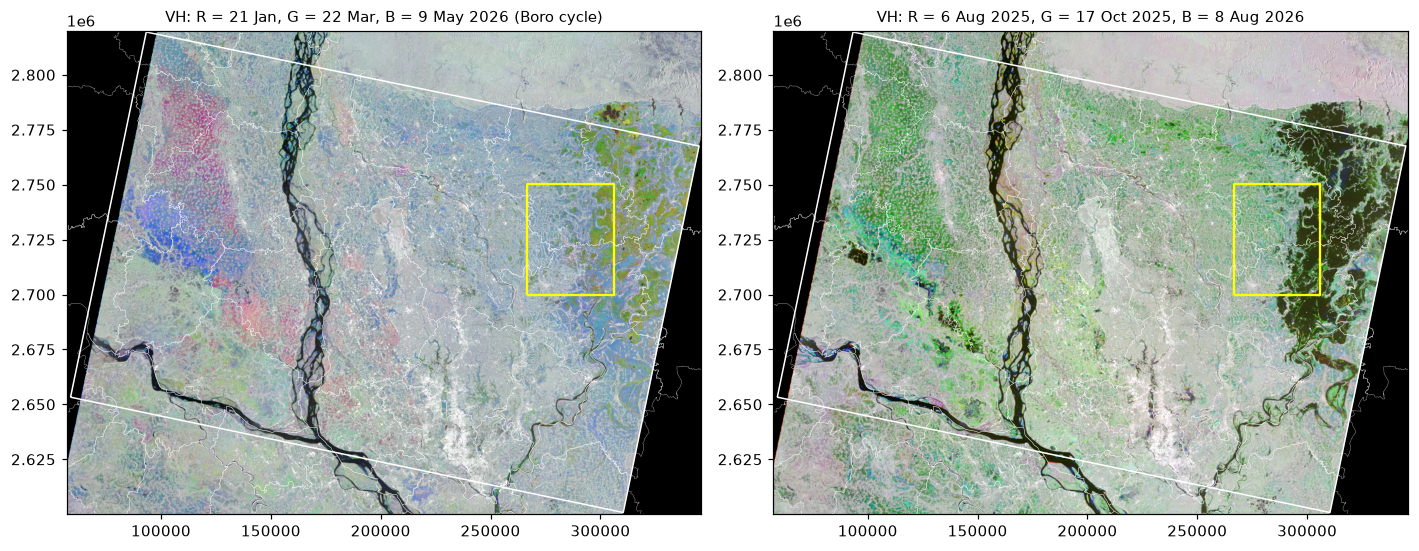 VH: R = 21 Jan, G = 22 Mar, B = 9 May 2026 (Boro cycle)
1e6
2.800
2.775
2.750
2.725
2.700
2.675
2.650
2.625
100000 150000 200000 250000 300000
VH: R = 6 Aug 2025, G = 17 Oct 2025, B = 8 Aug 2026
1e6
2.800
2.775
2.750
2.725
2.700
2.675
2.650
2.625
100000 150000 200000 250000 300000